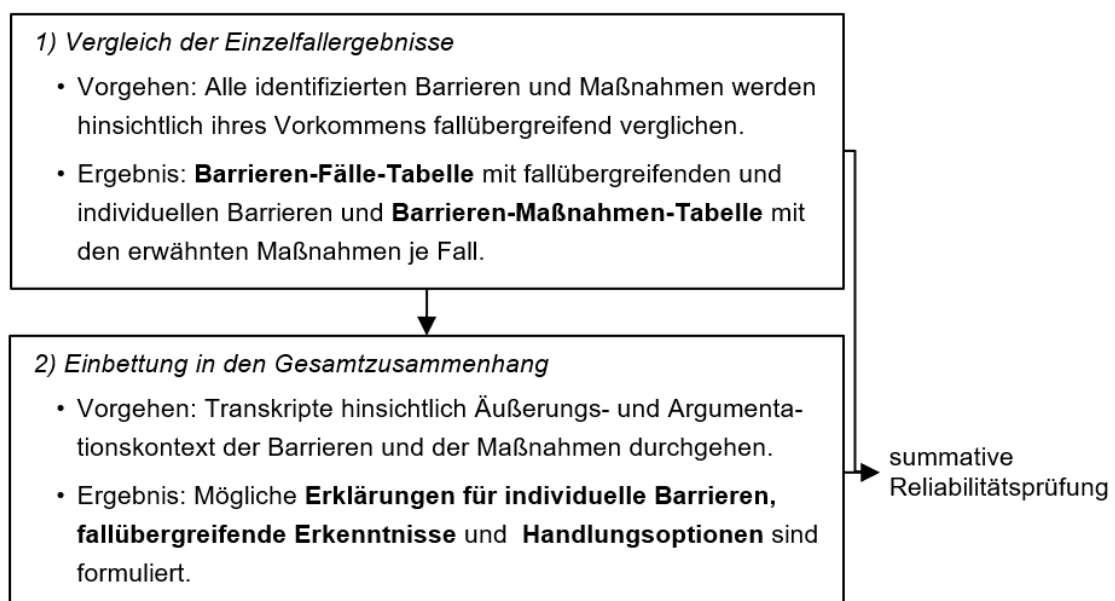 1) Vergleich der Einzelfallergebnisse
• Vorgehen: Alle identifizierten Barrieren und Maßnahmen werden
hinsichtlich ihres Vorkommens fallübergreifend verglichen.
• Ergebnis: Barrieren-Fälle-Tabelle mit fallübergreifenden und
individuellen Barrieren und Barrieren-Maßnahmen-Tabelle mit
den erwähnten Maßnahmen je Fall.
2) Einbettung in den Gesamtzusammenhang
• Vorgehen: Transkripte hinsichtlich Äußerungs- und Argumenta-
tionskontext der Barrieren und der Maßnahmen durchgehen.
• Ergebnis: Mögliche Erklärungen für individuelle Barrieren,
fallübergreifende Erkenntnisse und Handlungsoptionen sind
formuliert.
summative
Reliabilitätsprüfung